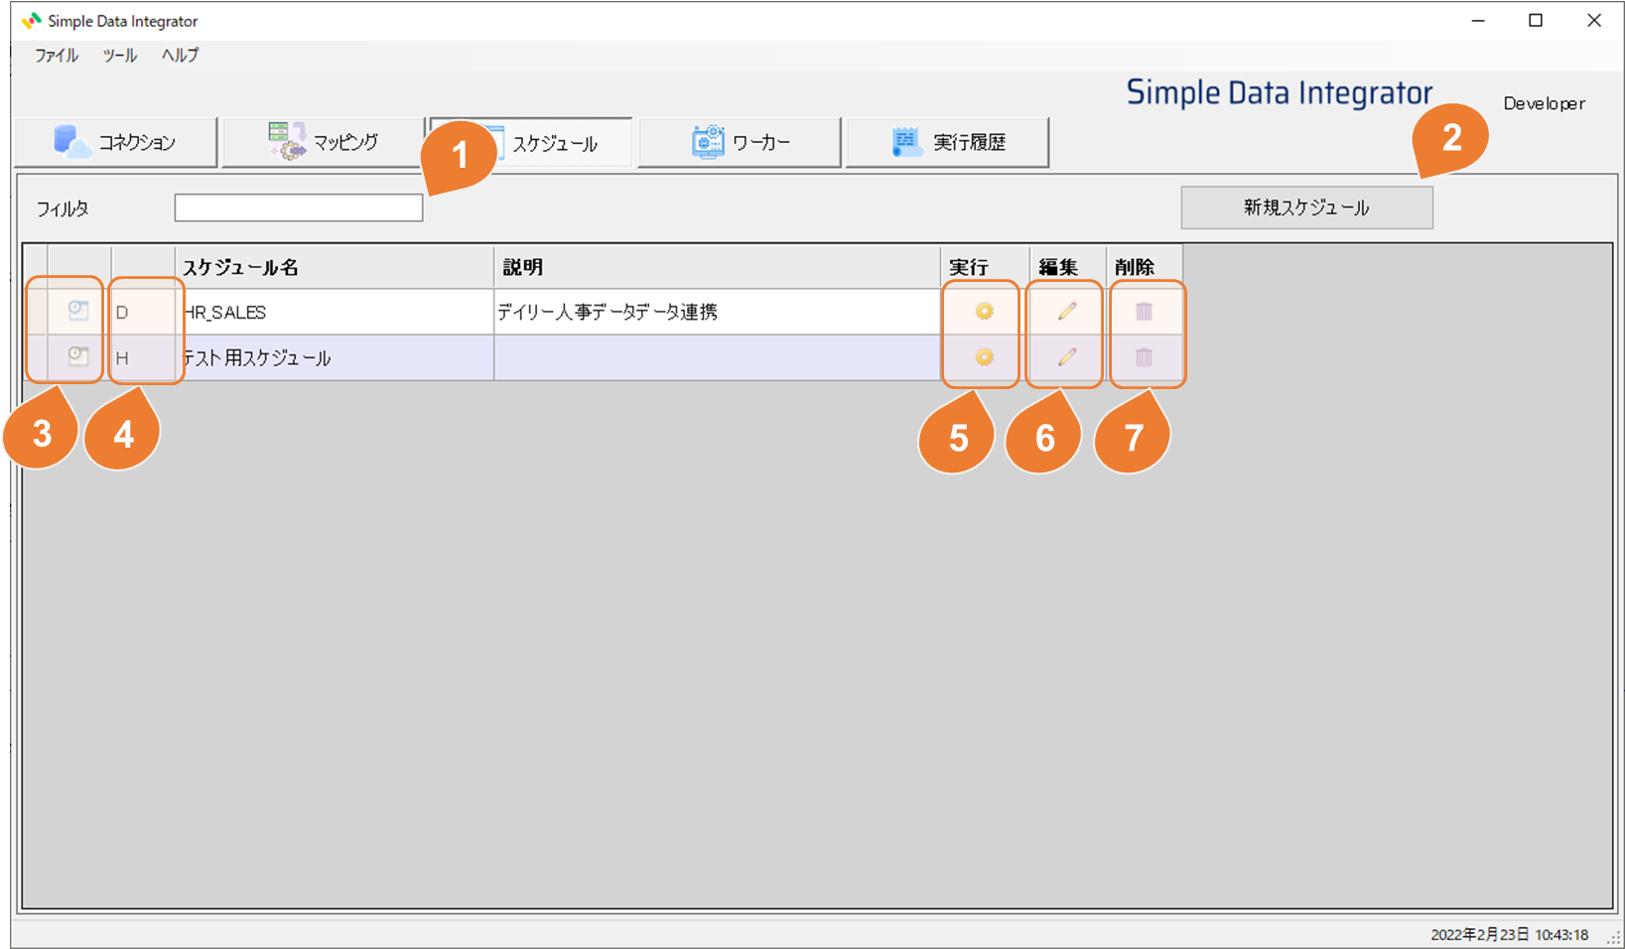 Simple Data Integrator
ファイル ツール ヘルプ
Simple Data Integrator
Developer
コネクション マッピング スケジュール ワーカー 実行履歴
1
2
フィルタ
新規スケジュール
スケジュール名 説明 実行 編集 削除
D HR_SALES デイリー人事データデータ連携
H テスト用スケジュール
3 4 5 6 7
2022年2月23日 10:43:18